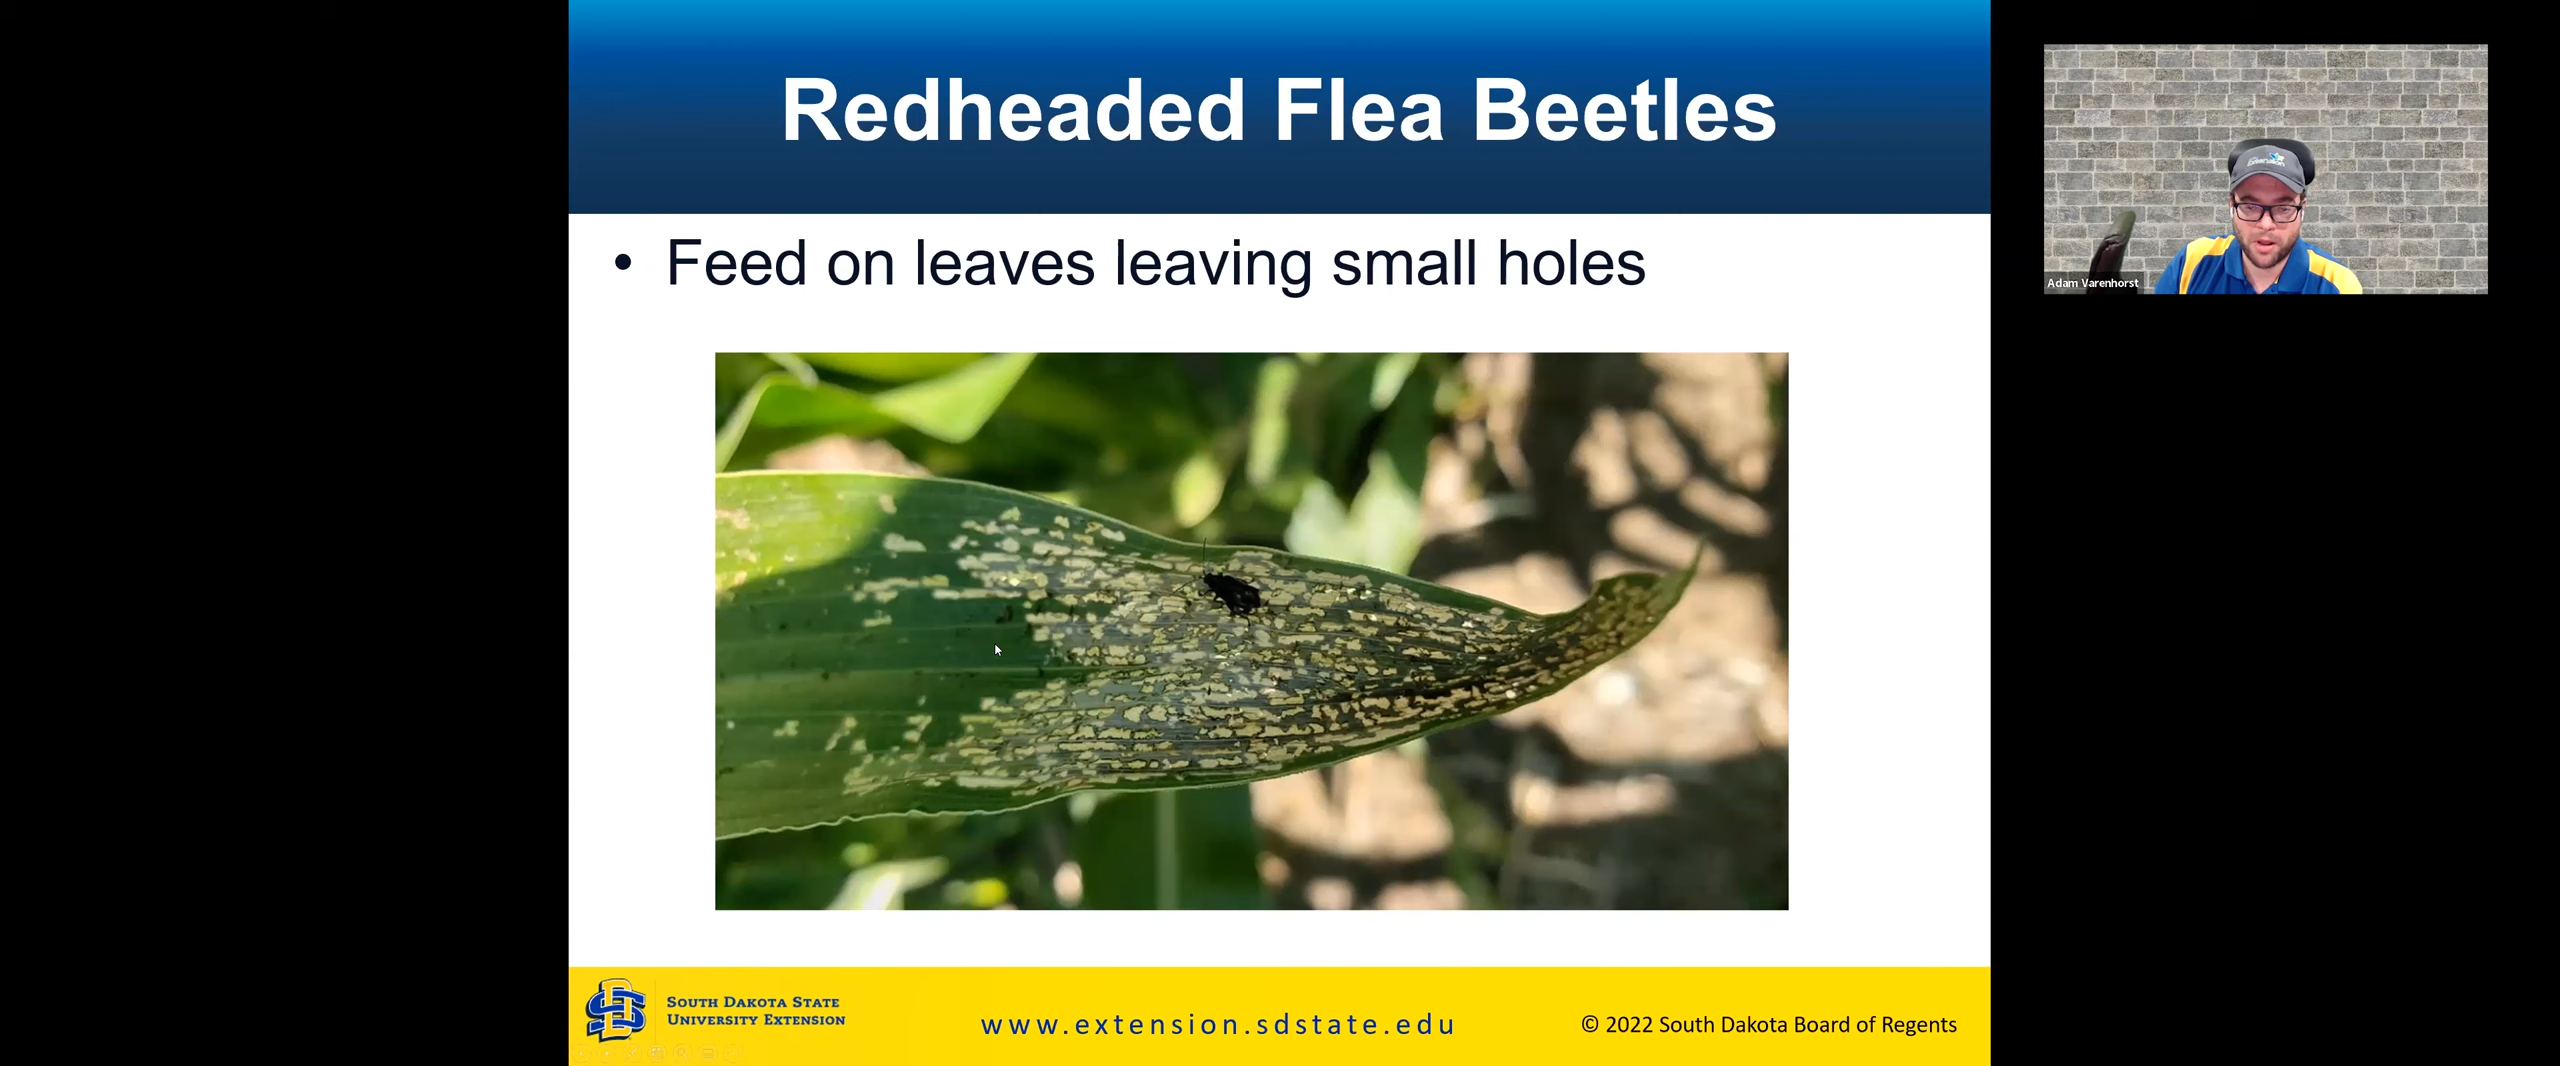 Redheaded Flea Beetles
• Feed on leaves leaving small holes
Adam Varenhorst
SOUTH DAKOTA STATE
UNIVERSITY EXTENSION
www.extension.sdstate.edu
© 2022 South Dakota Board of Regents